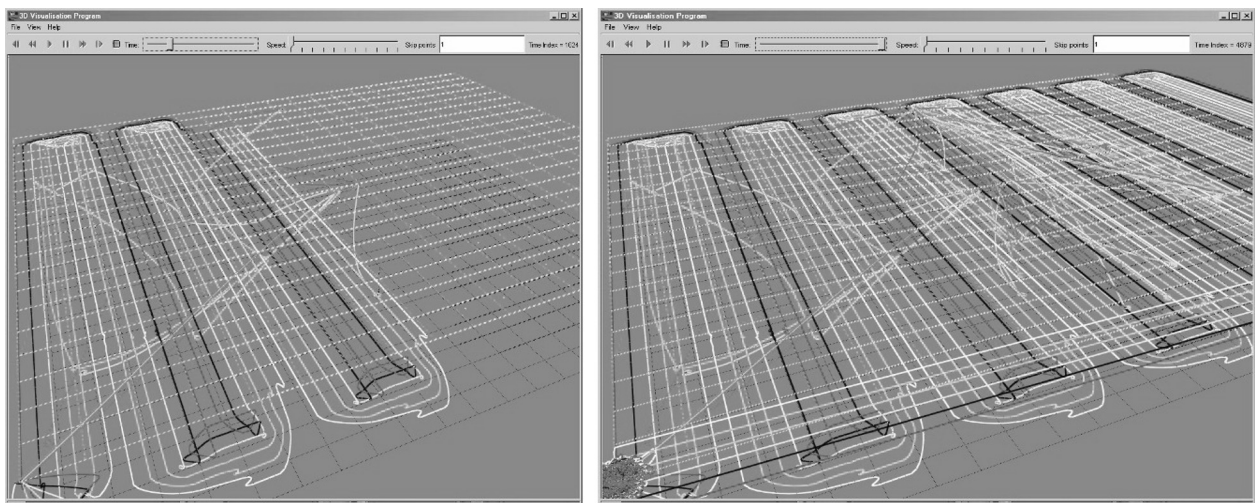 3D Visualisation Program
File View Help
Time: Speed: Skip points 1 Time Index = 1024
3D Visualisation Program
File View Help
Time: Speed: Skip points 1 Time Index = 4879